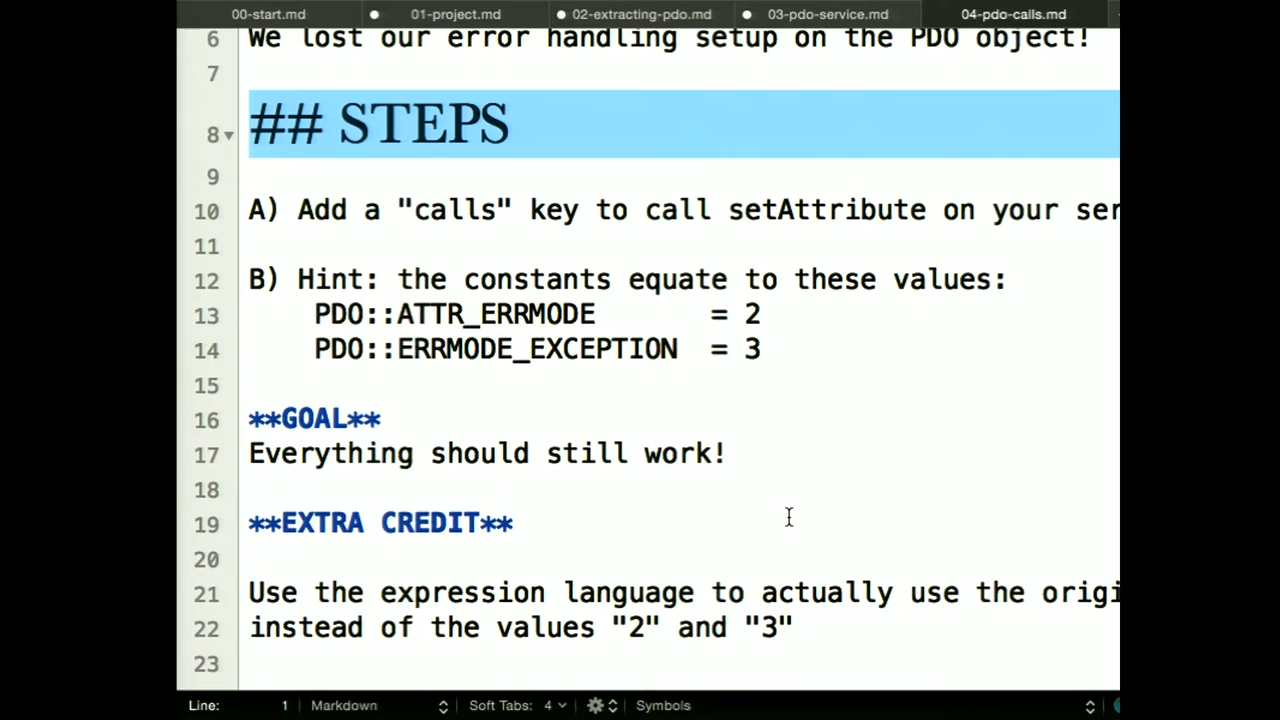 00-start.md 01-project.md 02-extracting-pdo.md 03-pdo-service.md 04-pdo-calls.md
6 We lost our error handling setup on the PDO object!
7
8 ## STEPS
9
10 A) Add a "calls" key to call setAttribute on your ser
11
12 B) Hint: the constants equate to these values:
13 PDO::ATTR_ERRMODE = 2
14 PDO::ERRMODE_EXCEPTION = 3
15
16 **GOAL**
17 Everything should still work!
18
19 **EXTRA CREDIT**
20
21 Use the expression language to actually use the origi
22 instead of the values "2" and "3"
23
Line: 1 Markdown Soft Tabs: 4 Symbols